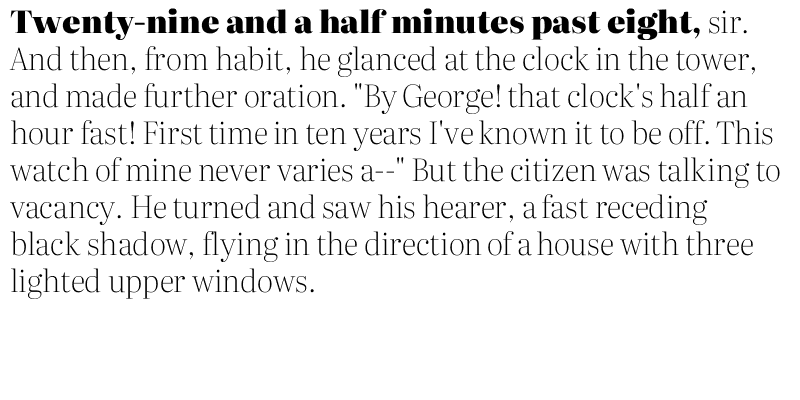 Twenty-nine and a half minutes past eight, sir.
And then, from habit, he glanced at the clock in the tower,
and made further oration. "By George! that clock's half an
hour fast! First time in ten years I've known it to be off. This
watch of mine never varies a--" But the citizen was talking to
vacancy. He turned and saw his hearer, a fast receding
black shadow, flying in the direction of a house with three
lighted upper windows.